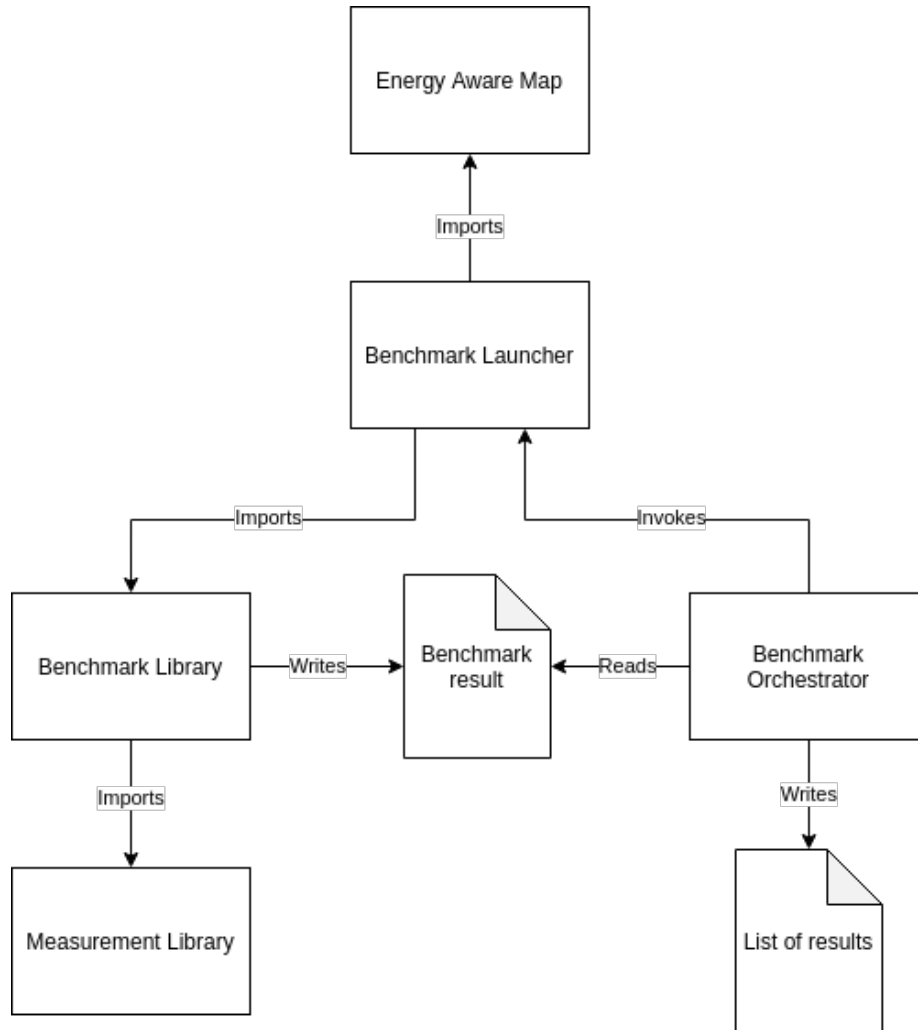 Energy Aware Map
Imports
Benchmark Launcher
Imports
Invokes
Benchmark Library
Writes
Benchmark
result
Reads
Benchmark
Orchestrator
Imports
Writes
Measurement Library
List of results